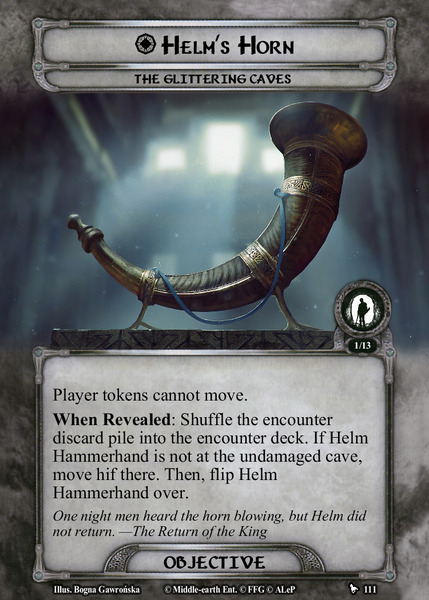 HELM'S HORN
THE GLITTERING CAVES
1/13
Player tokens cannot move.
When Revealed: Shuffle the encounter
discard pile into the encounter deck. If Helm
Hammerhand is not at the undamaged cave,
move hif there. Then, flip Helm
Hammerhand over.
One night men heard the horn blowing, but Helm did
not return. —The Return of the King
OBJECTIVE
Illus. Bogna Gawrońska © Middle-earth Ent. © FFG © ALeP 111